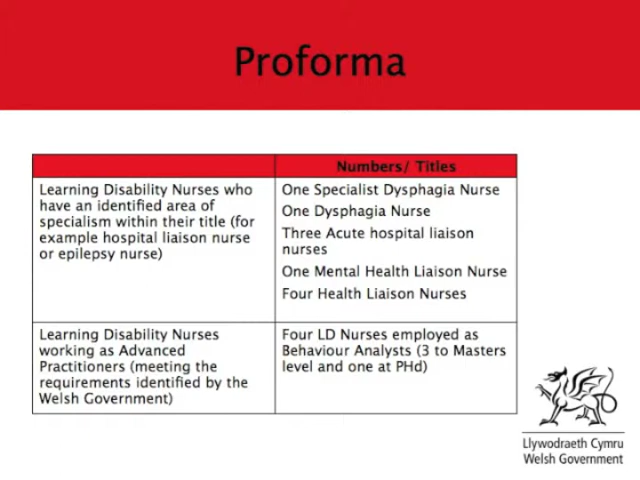 Proforma
Numbers/ Titles
Learning Disability Nurses who
have an identified area of
specialism within their title (for
example hospital liaison nurse
or epilepsy nurse)
One Specialist Dysphagia Nurse
One Dysphagia Nurse
Three Acute hospital liaison
nurses
One Mental Health Liaison Nurse
Four Health Liaison Nurses
Learning Disability Nurses
working as Advanced
Practitioners (meeting the
requirements identified by the
Welsh Government)
Four LD Nurses employed as
Behaviour Analysts (3 to Masters
level and one at PHd)
Llywodraeth Cymru
Welsh Government